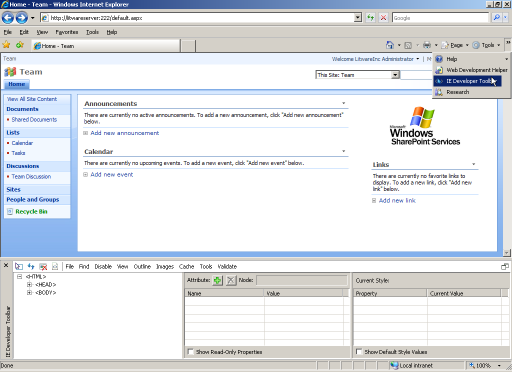 Home - Team - Windows Internet Explorer
http://litwareserver:222/default.aspx
Google
File Edit View Favorites Tools Help
Home - Team
Page Tools
Help
Web Development Helper
IE Developer Toolbar
Research
Team
Welcome LitwareInc Administrator
Team
This Site: Team
Home
View All Site Content
Documents
Shared Documents
Lists
Calendar
Tasks
Discussions
Team Discussion
Sites
People and Groups
Recycle Bin
Announcements
There are currently no active announcements. To add a new announcement, click "Add new announcement" below.
Add new announcement
Calendar
There are currently no upcoming events. To add a new event, click "Add new event" below.
Add new event
Microsoft
Windows
SharePoint Services
Links
There are currently no favorite links to
display. To add a new link, click "Add new
link" below.
Add new link
File Find Disable View Outline Images Cache Tools Validate
IE Developer Toolbar
<HTML>
<HEAD>
<BODY>
Attribute: Node:
Name Value
Show Read-Only Properties
Current Style:
Property Current Value
Show Default Style Values
Done
Local intranet
100%